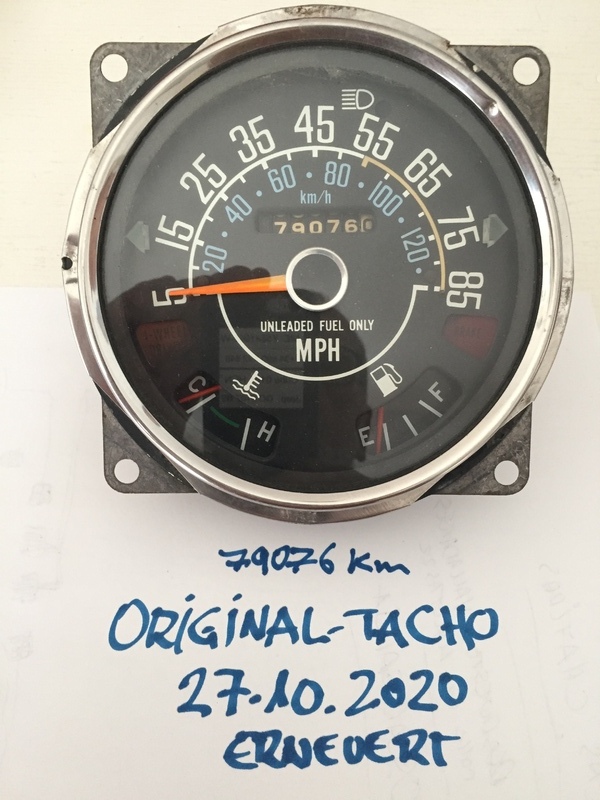 5 15 25 35 45 55 65 75 85
20 40 60 80 100 120
km/h
790760
UNLEADED FUEL ONLY
MPH
C H
E F
79076 Km
ORIGINAL-TACHO
27.10.2020
ERNEUERT